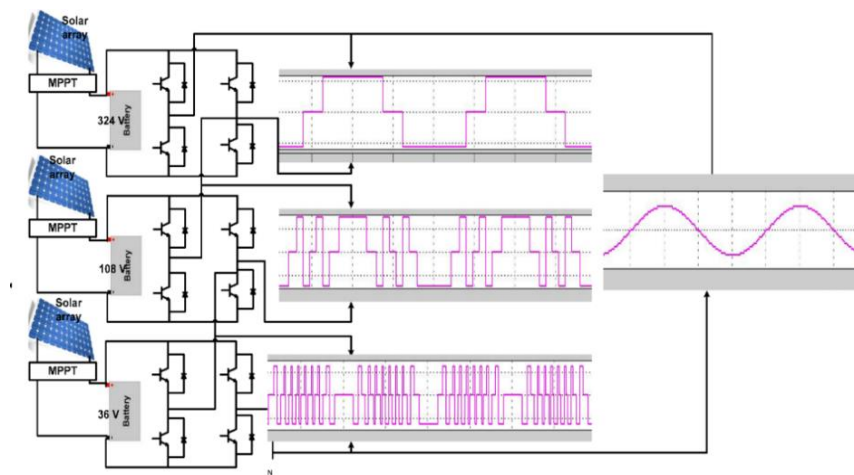 Solar
array
MPPT
324 V
Battery
Solar
array
MPPT
108 V
Battery
Solar
array
MPPT
36 V
Battery
N